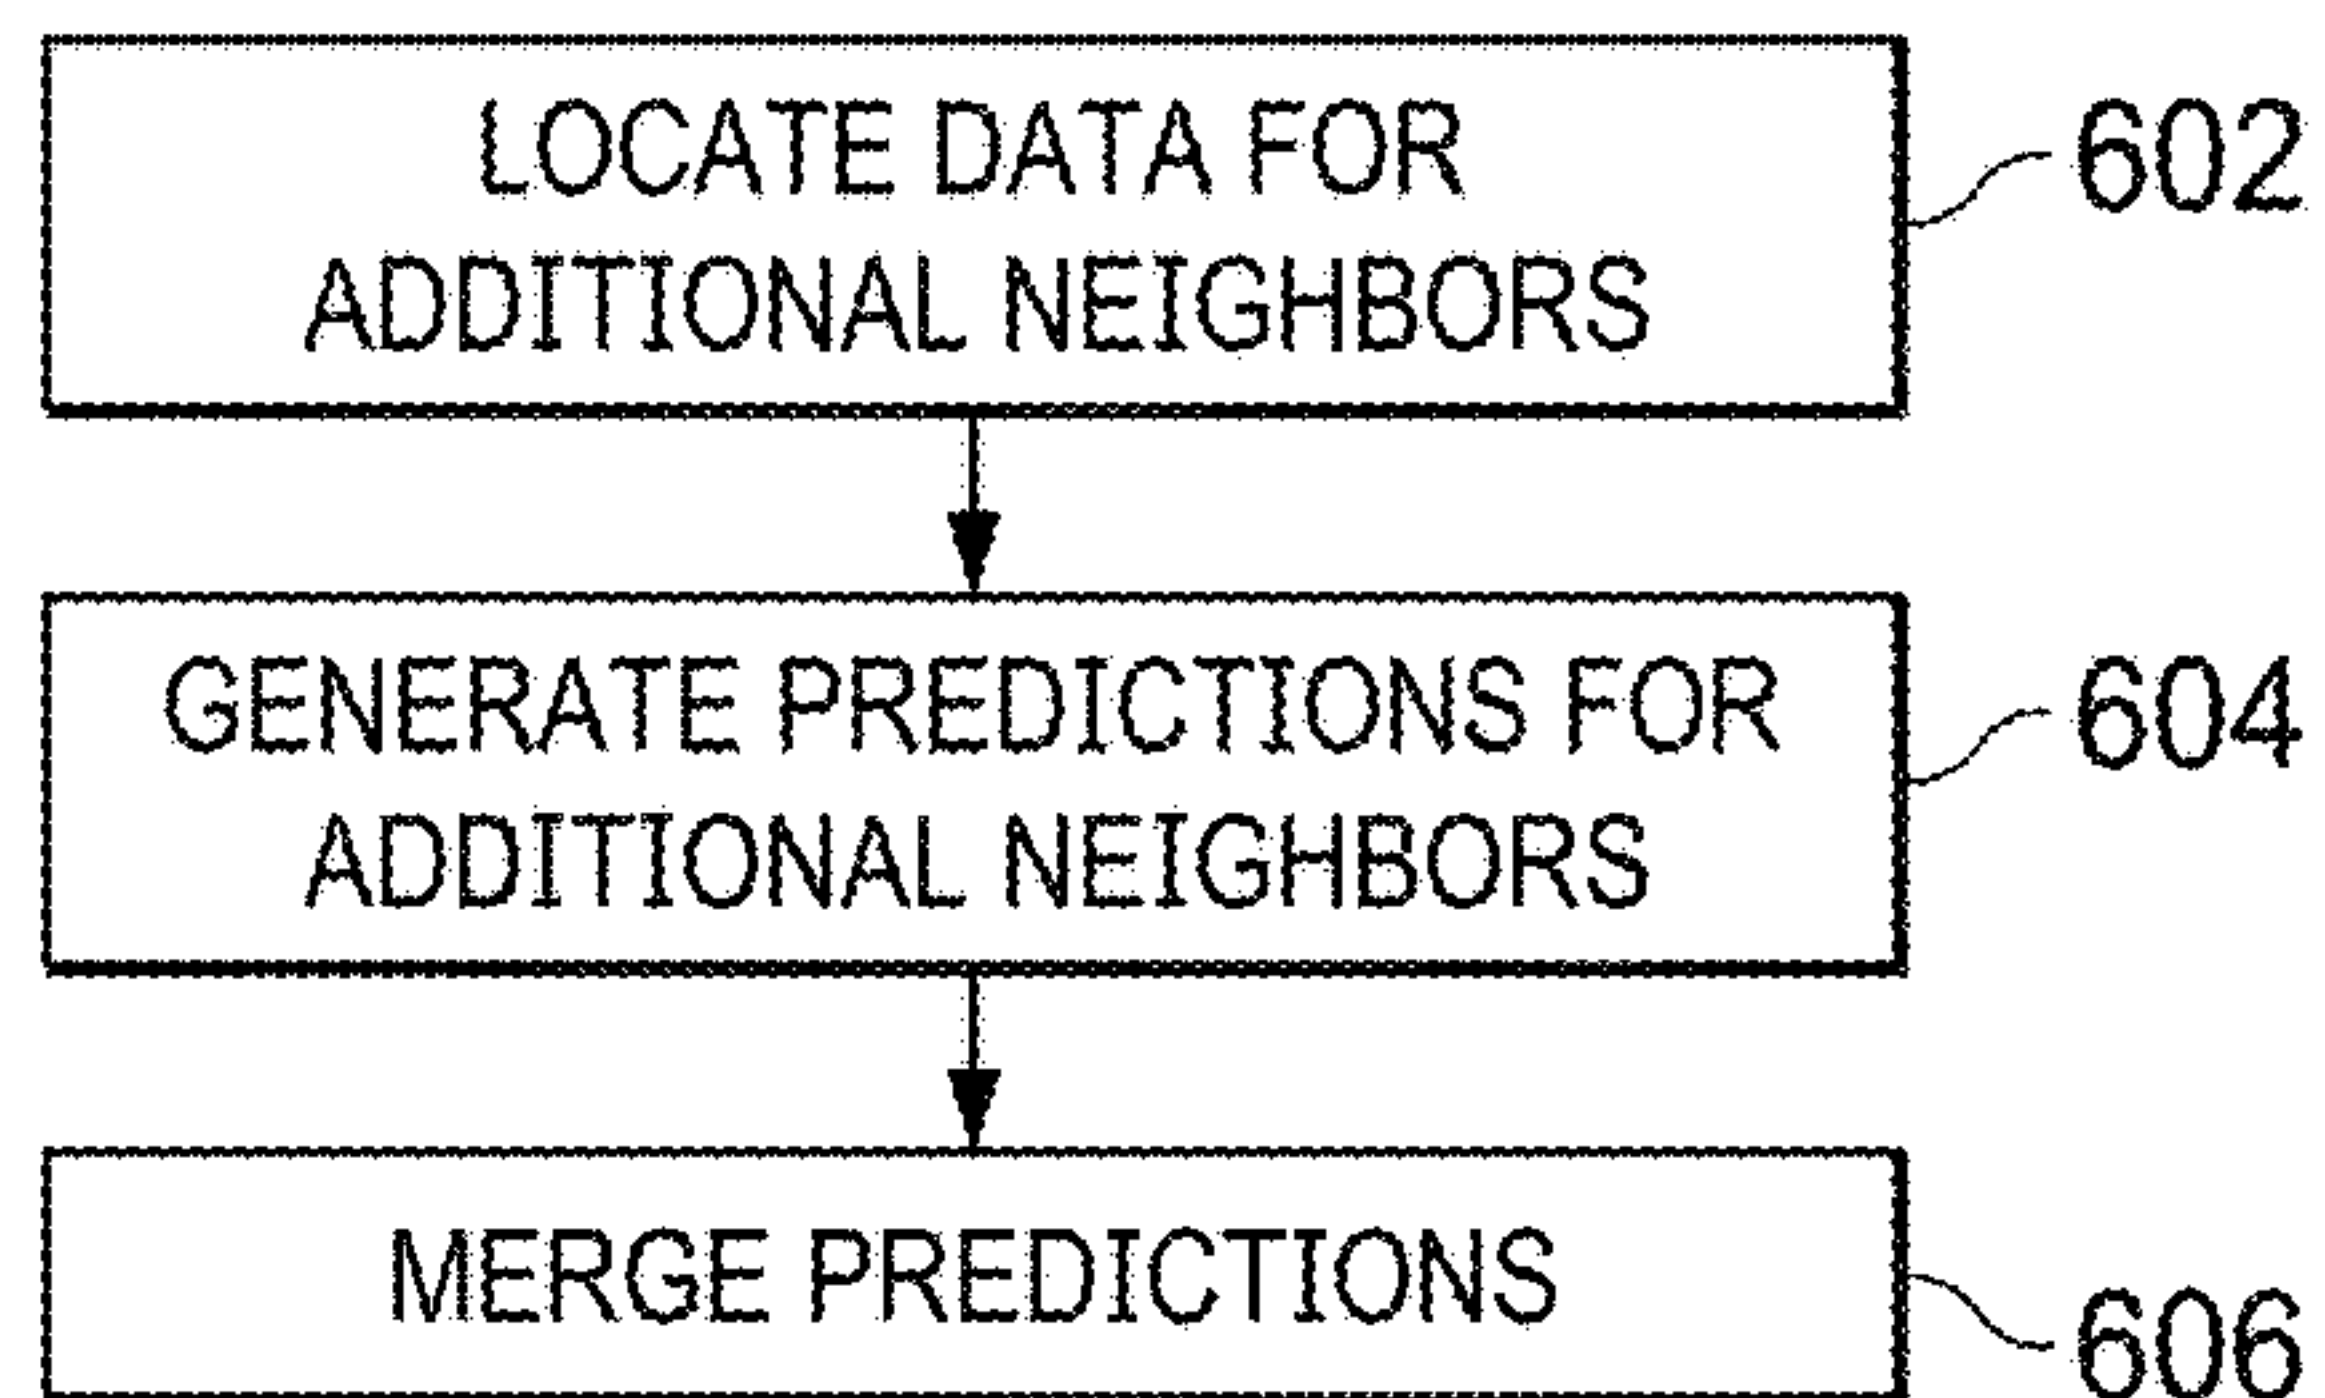 LOCATE DATA FOR
ADDITIONAL NEIGHBORS
602
GENERATE PREDICTIONS FOR
ADDITIONAL NEIGHBORS
604
MERGE PREDICTIONS
606